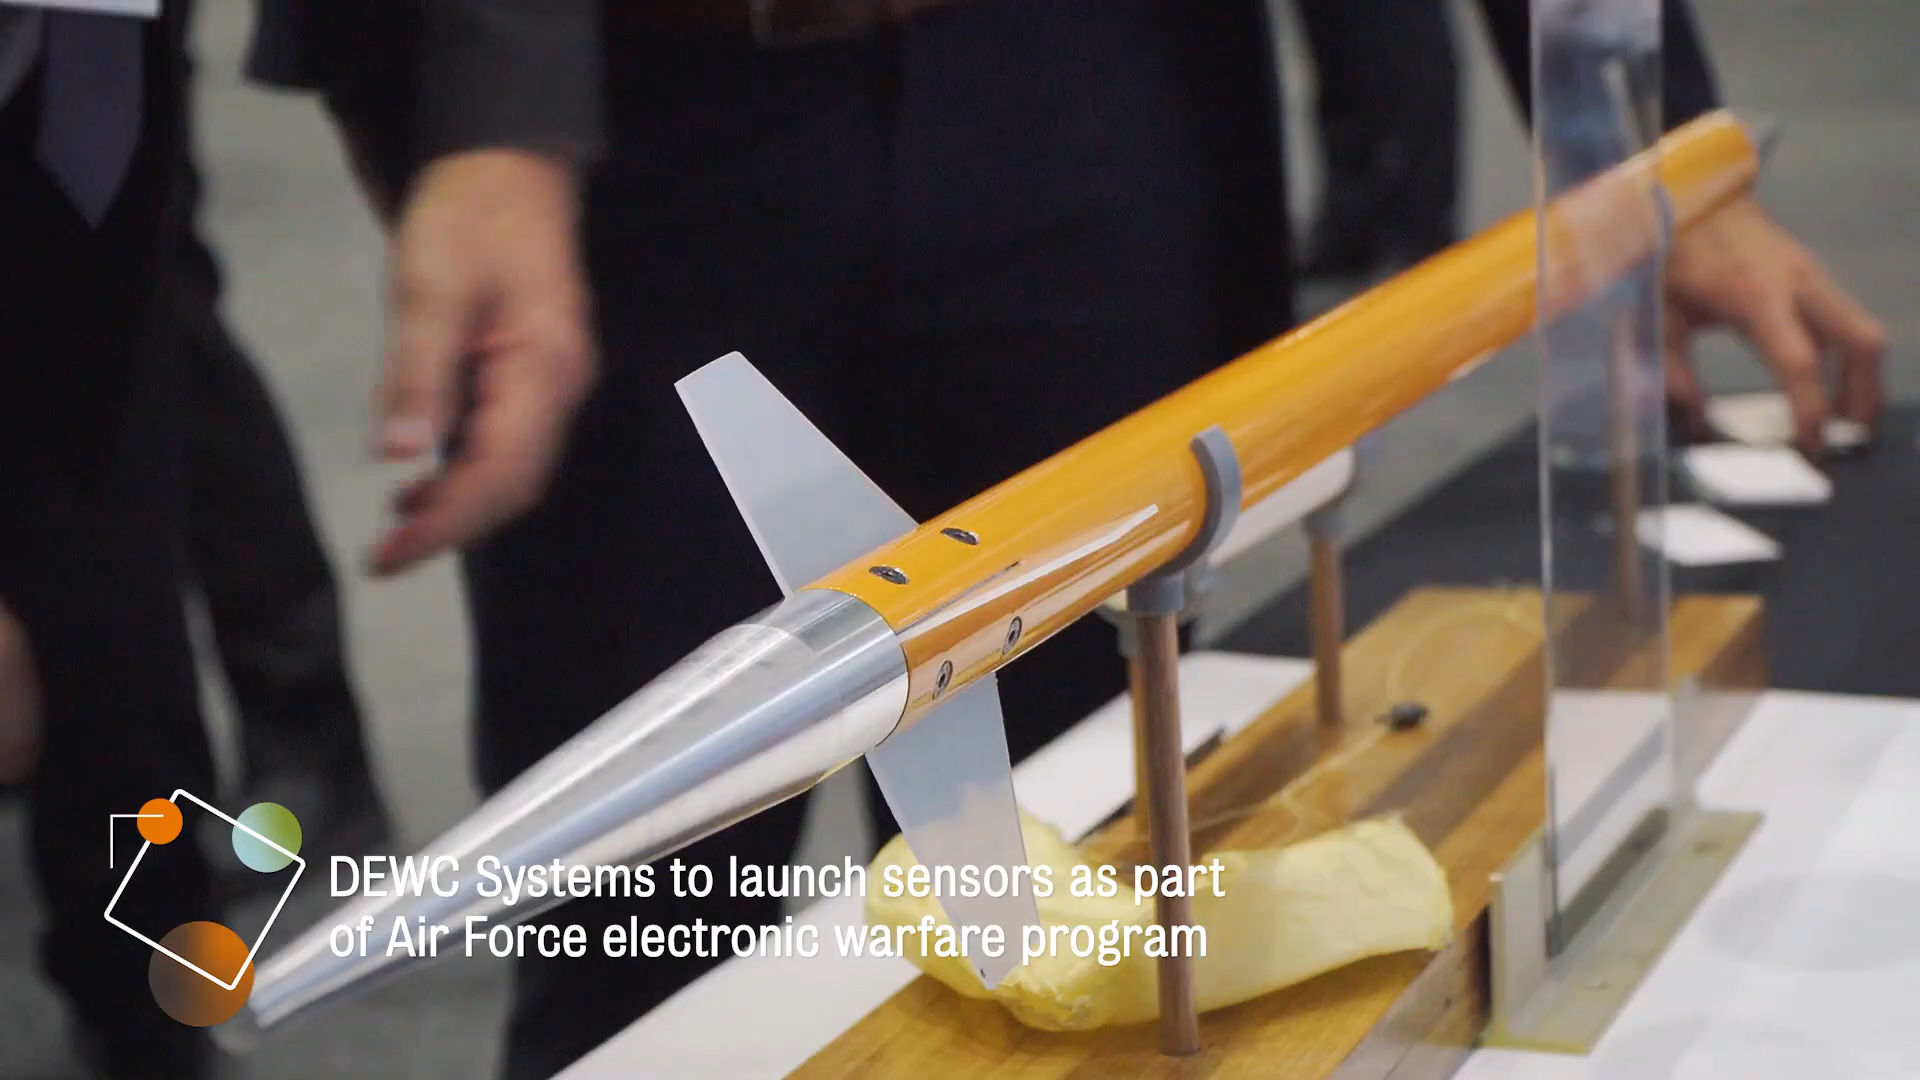 DEWC Systems to launch sensors as part
of Air Force electronic warfare program